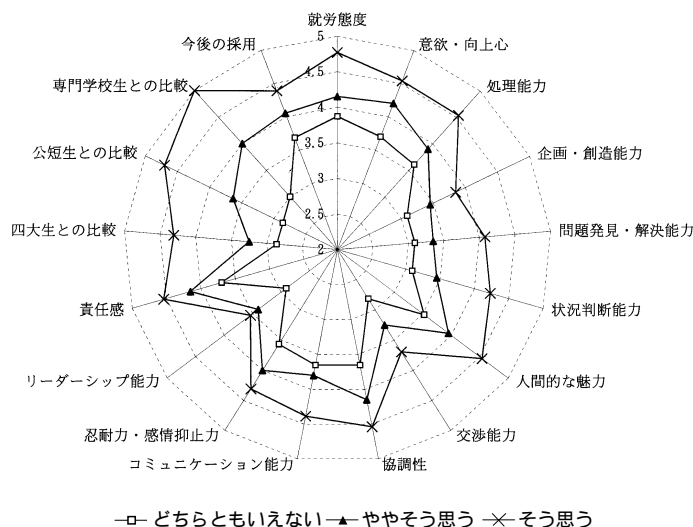 就労態度
意欲・向上心
処理能力
企画・創造能力
問題発見・解決能力
状況判断能力
人間的な魅力
交渉能力
協調性
コミュニケーション能力
忍耐力・感情抑止力
リーダーシップ能力
責任感
四大生との比較
公短生との比較
専門学校生との比較
今後の採用
5
4.5
4
3.5
3
2.5
2
どちらともいえない ややそう思う そう思う